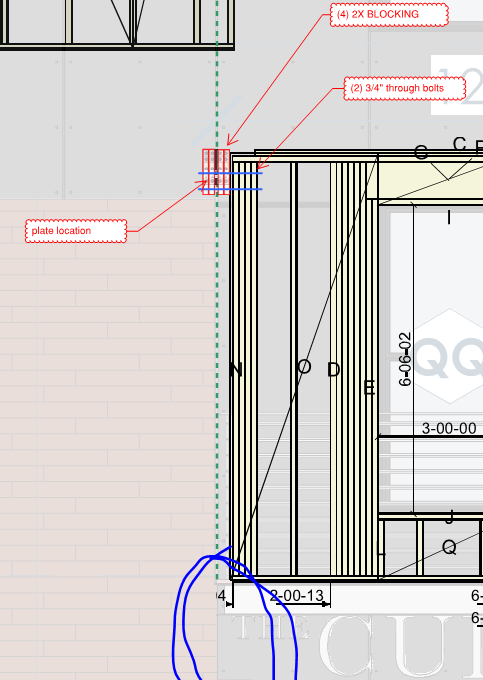 (4) 2X BLOCKING
(2) 3/4" through bolts
12
C
C
plate location
I
N
O
D
E
6-06-02
QQ
3-00-00
J
L
Q
4
2-00-13
6-
6-
THE CU